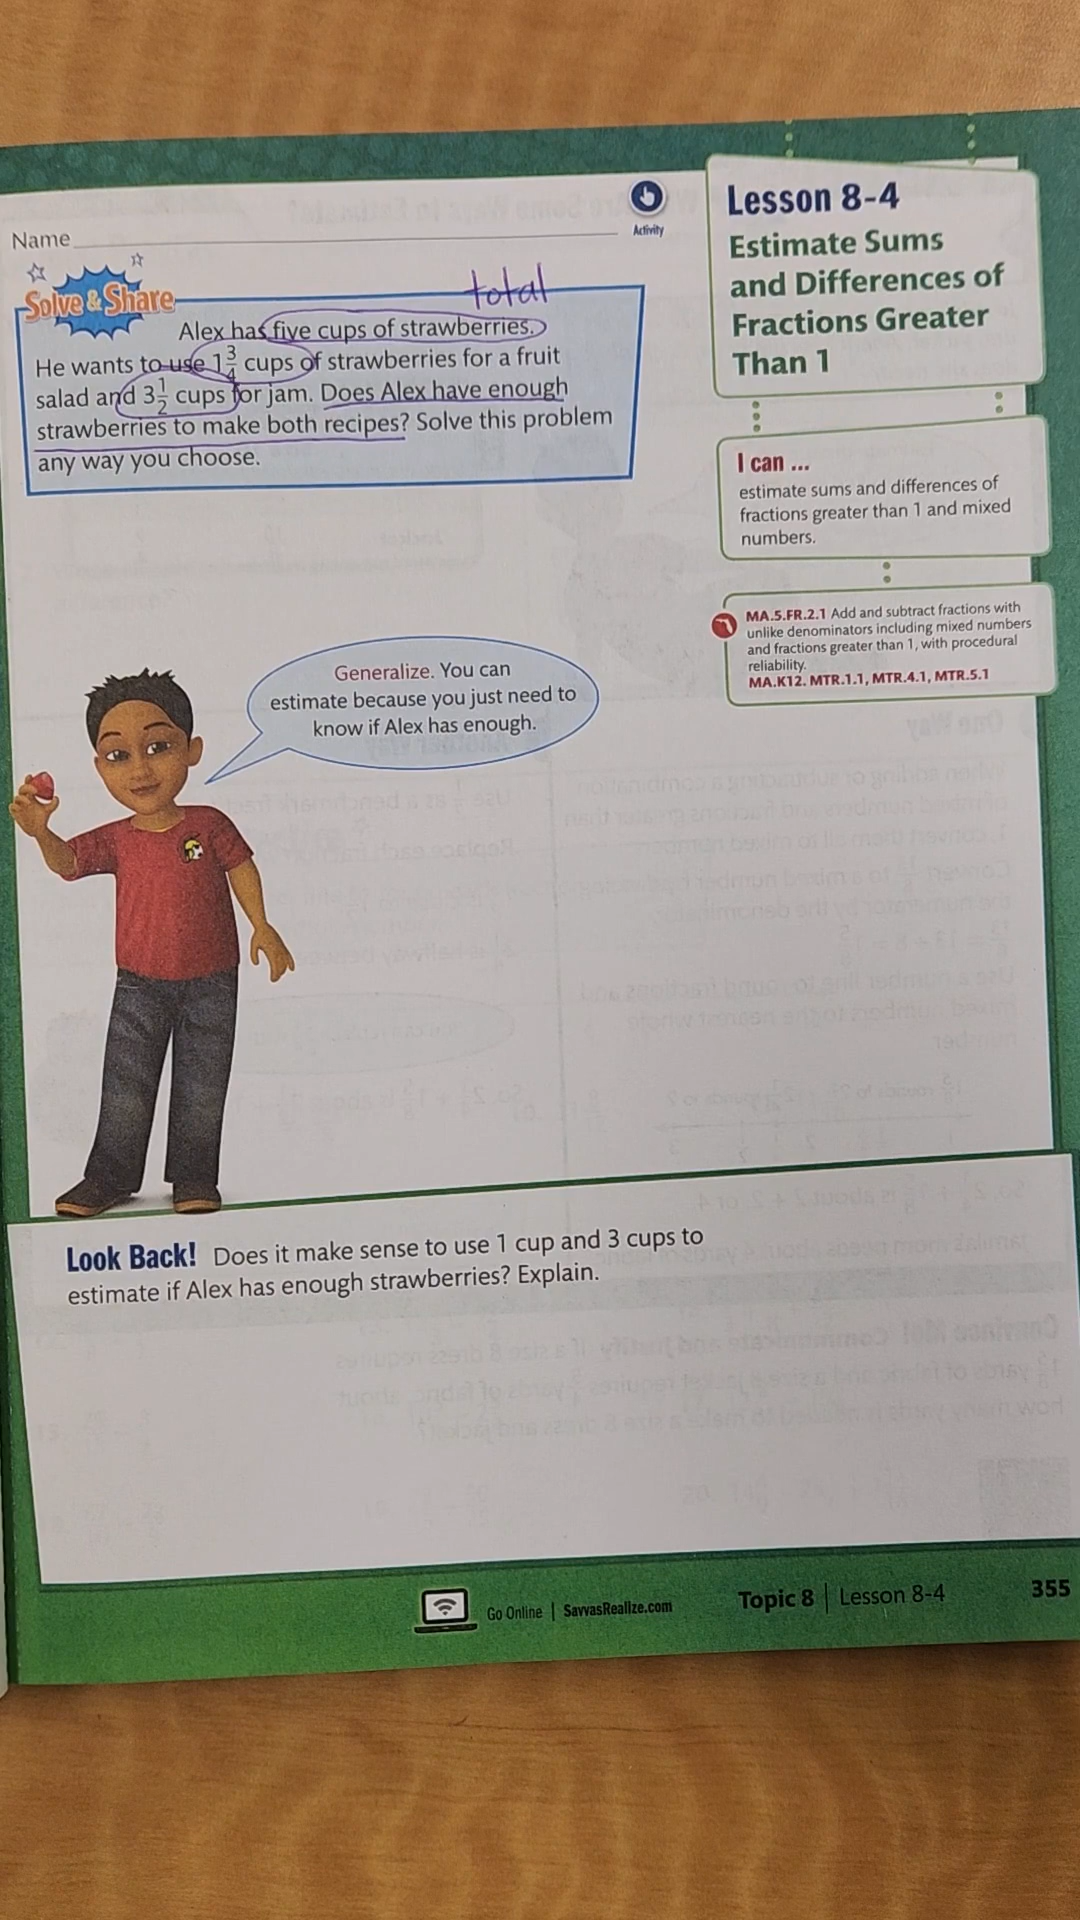 Lesson 8-4
Estimate Sums
and Differences of
Fractions Greater
Than 1
Name
Activity
Solve & Share
total
Alex has five cups of strawberries.
He wants to use 1 3/4 cups of strawberries for a fruit
salad and 3 1/2 cups for jam. Does Alex have enough
strawberries to make both recipes? Solve this problem
any way you choose.
I can ...
estimate sums and differences of
fractions greater than 1 and mixed
numbers.
MA.5.FR.2.1 Add and subtract fractions with
unlike denominators including mixed numbers
and fractions greater than 1, with procedural
reliability.
MA.K12. MTR.1.1, MTR.4.1, MTR.5.1
Generalize. You can
estimate because you just need to
know if Alex has enough.
Look Back! Does it make sense to use 1 cup and 3 cups to
estimate if Alex has enough strawberries? Explain.
Go Online | SavvasRealize.com
Topic 8 | Lesson 8-4
355